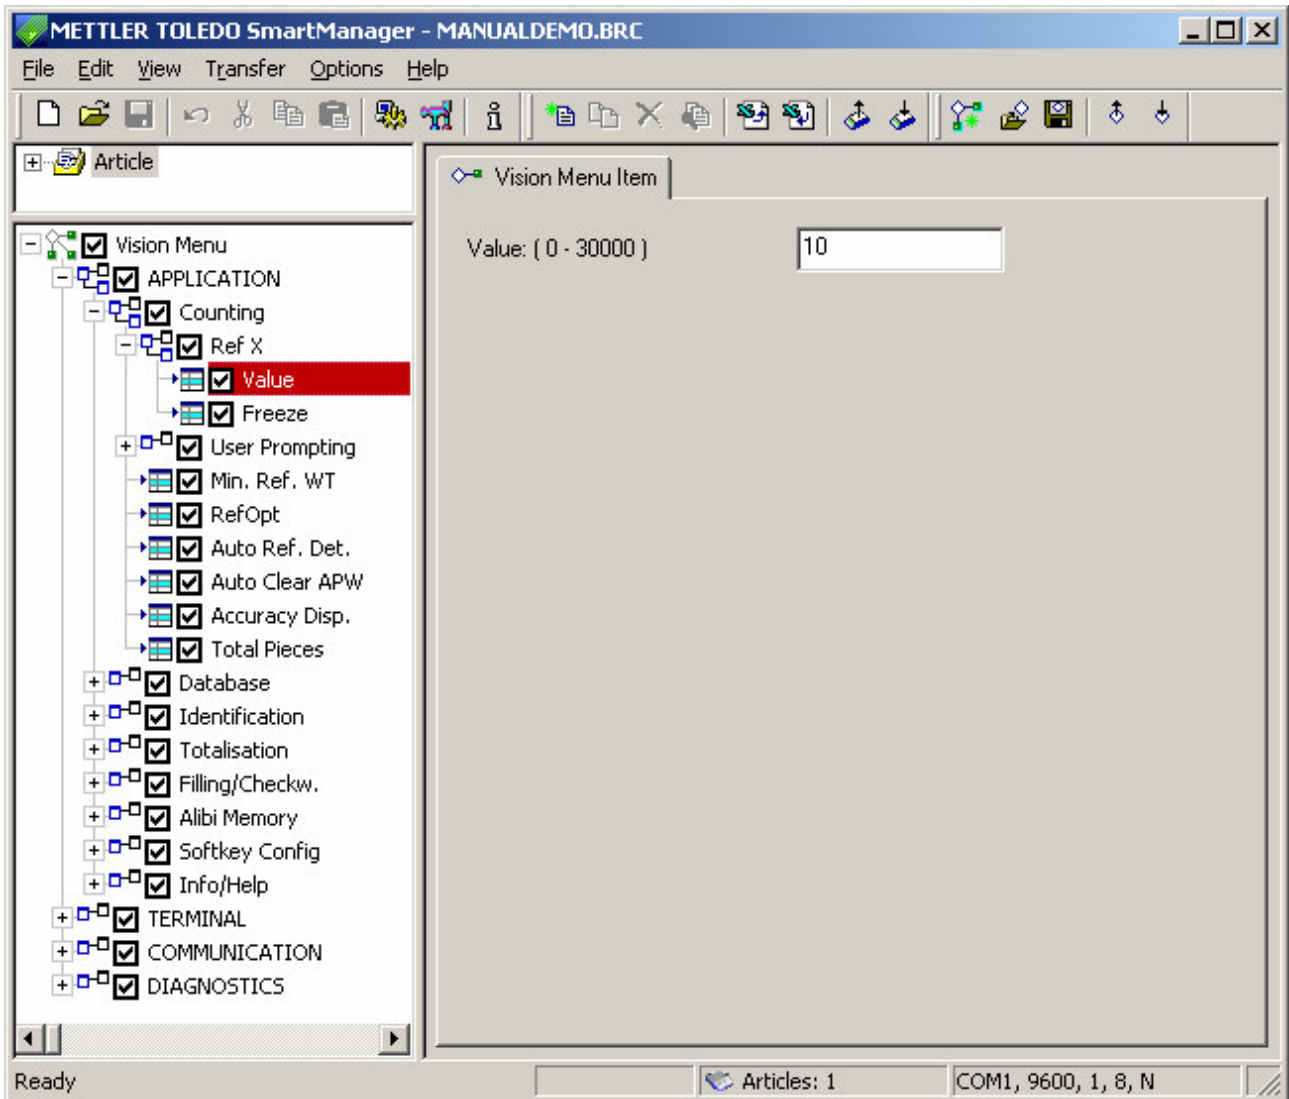 METTLER TOLEDO SmartManager - MANUALDEMO.BRC
File Edit View Transfer Options Help
Article
Vision Menu Item
Value: ( 0 - 30000 )
10
Vision Menu
APPLICATION
Counting
Ref X
Value
Freeze
User Prompting
Min. Ref. WT
RefOpt
Auto Ref. Det.
Auto Clear APW
Accuracy Disp.
Total Pieces
Database
Identification
Totalisation
Filling/Checkw.
Alibi Memory
Softkey Config
Info/Help
TERMINAL
COMMUNICATION
DIAGNOSTICS
Ready
Articles: 1
COM1, 9600, 1, 8, N